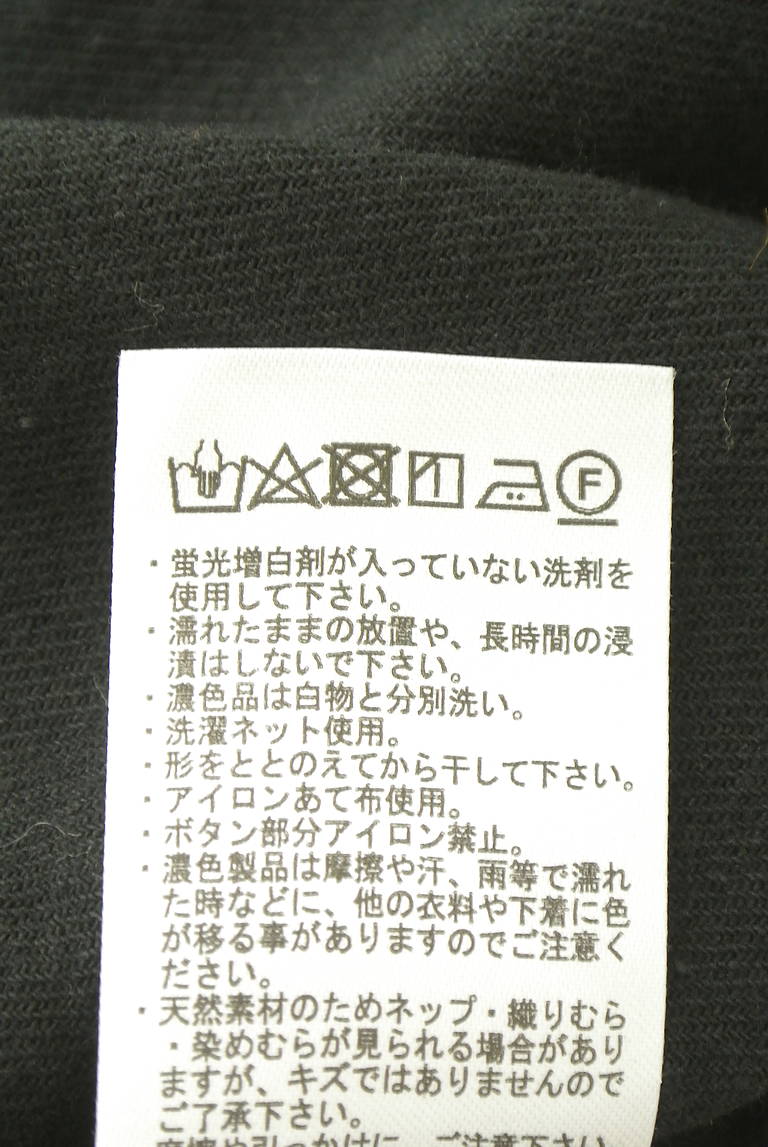 F
・蛍光増白剤が入っていない洗剤を
使用して下さい。
・濡れたままの放置や、長時間の浸
漬はしないで下さい。
・濃色品は白物と分別洗い。
・洗濯ネット使用。
・形をととのえてから干して下さい。
・アイロンあて布使用。
・ボタン部分アイロン禁止。
・濃色製品は摩擦や汗、雨等で濡れ
た時などに、他の衣料や下着に色
が移る事がありますのでご注意く
ださい。
・天然素材のためネップ・織りむら
・染めむらが見られる場合があり
ますが、キズではありませんので
ご了承下さい。